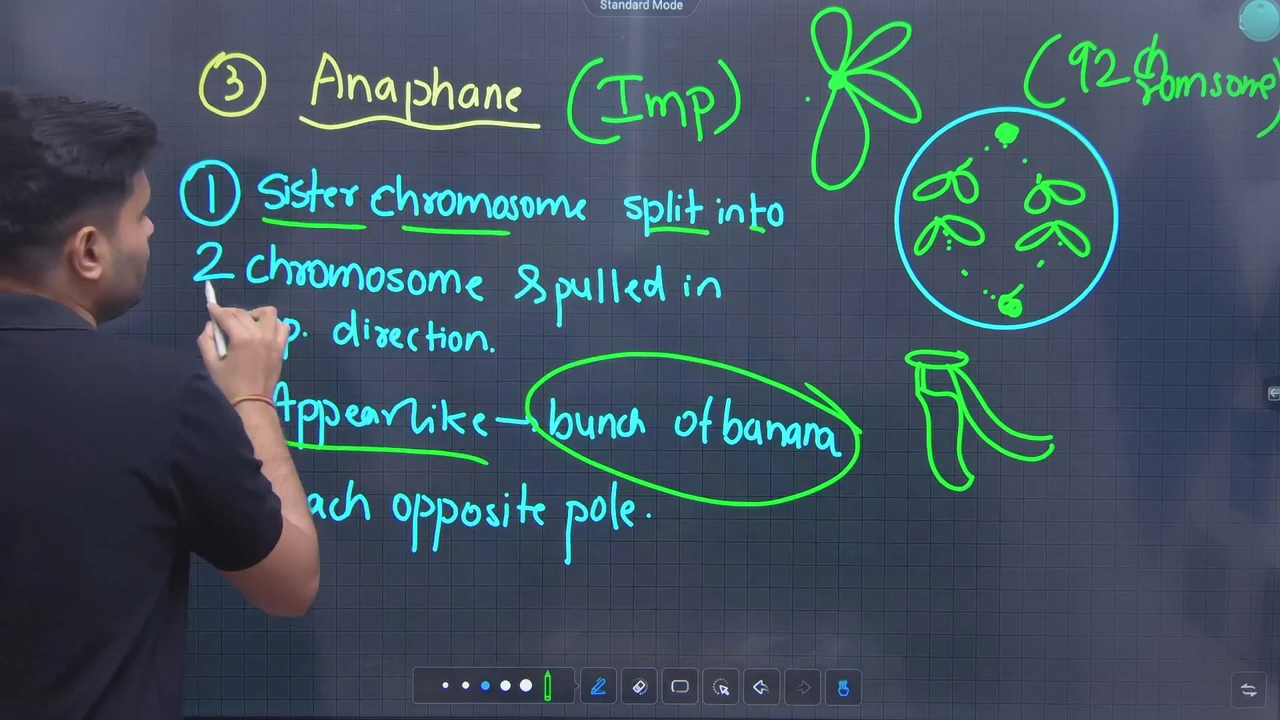 Standard Mode
③ Anaphane (Imp)
(92 chromsome)
① Sister chromosome split into
2 chromosome & pulled in
p. direction.
Appear like → bunch of banana
ach opposite pole.